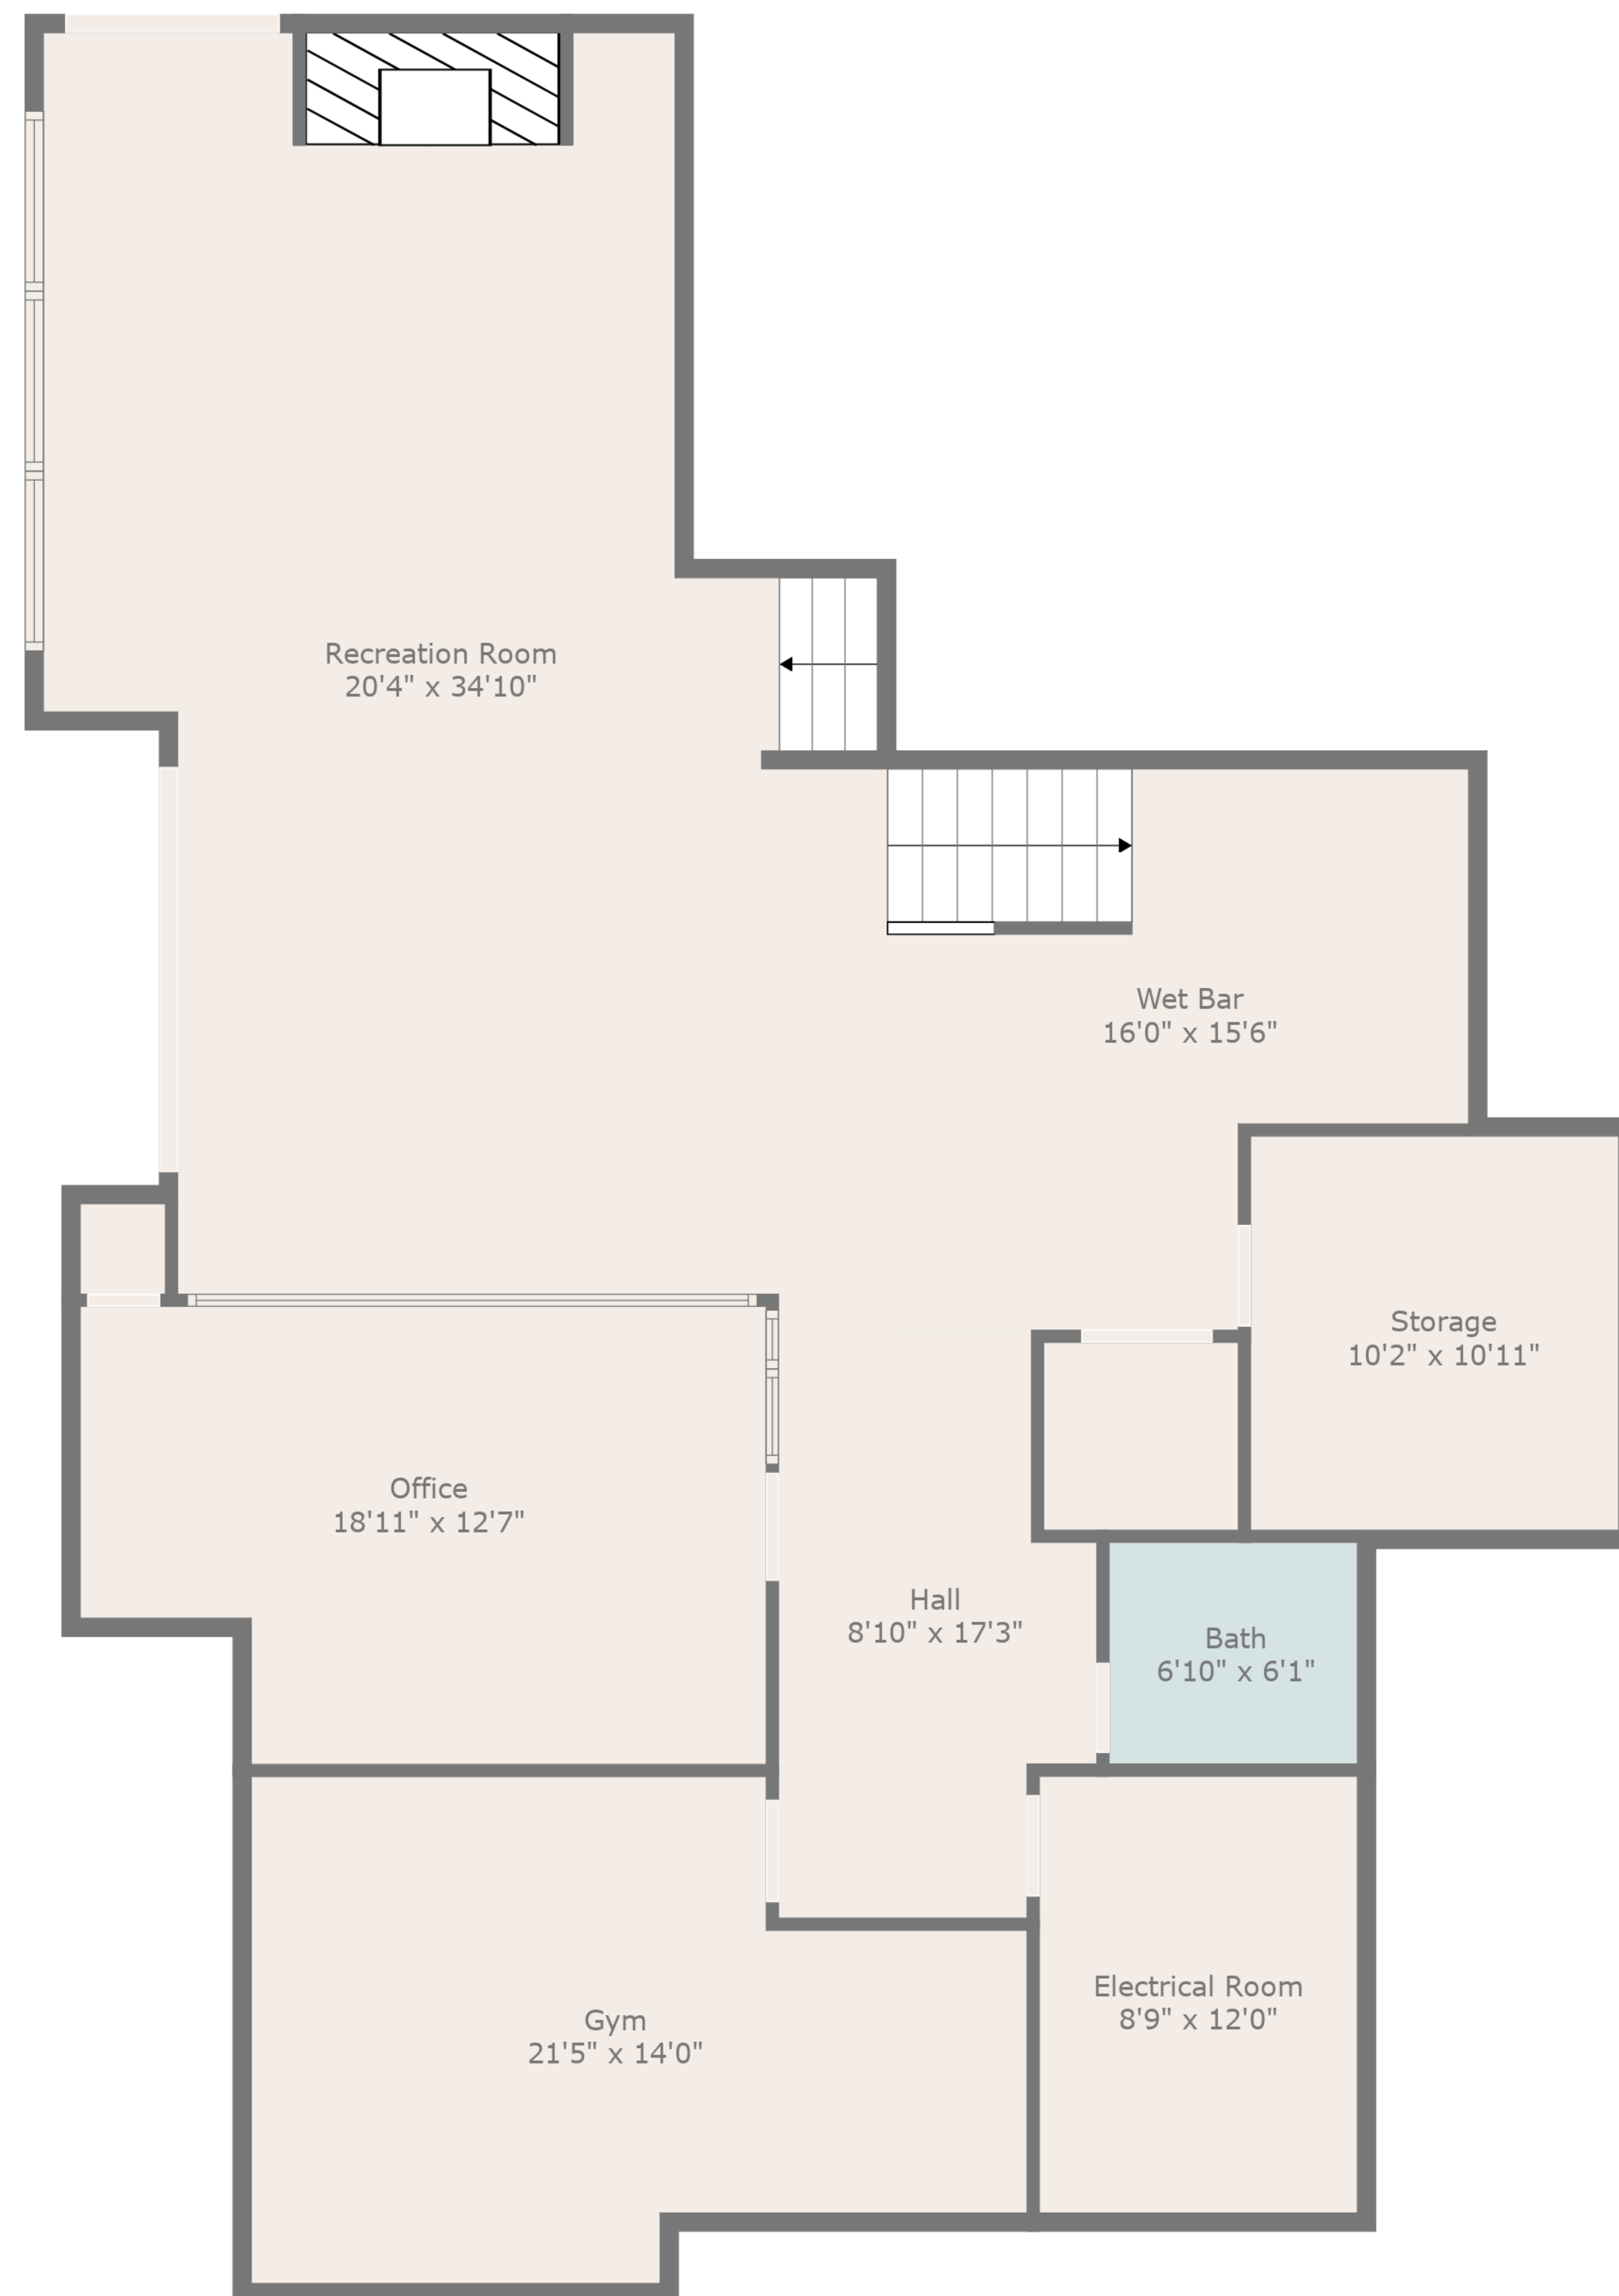 Recreation Room
20'4" x 34'10"
Wet Bar
16'0" x 15'6"
Storage
10'2" x 10'11"
Office
18'11" x 12'7"
Hall
8'10" x 17'3"
Bath
6'10" x 6'1"
Electrical Room
8'9" x 12'0"
Gym
21'5" x 14'0"